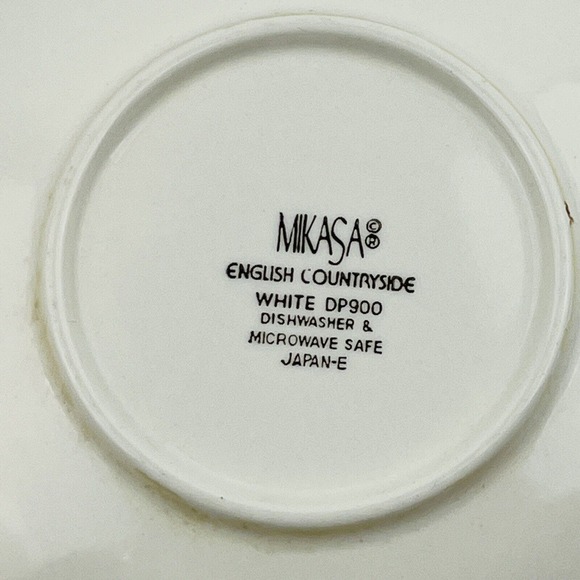 MIKASA © ®
ENGLISH COUNTRYSIDE
WHITE DP900
DISHWASHER &
MICROWAVE SAFE
JAPAN-E